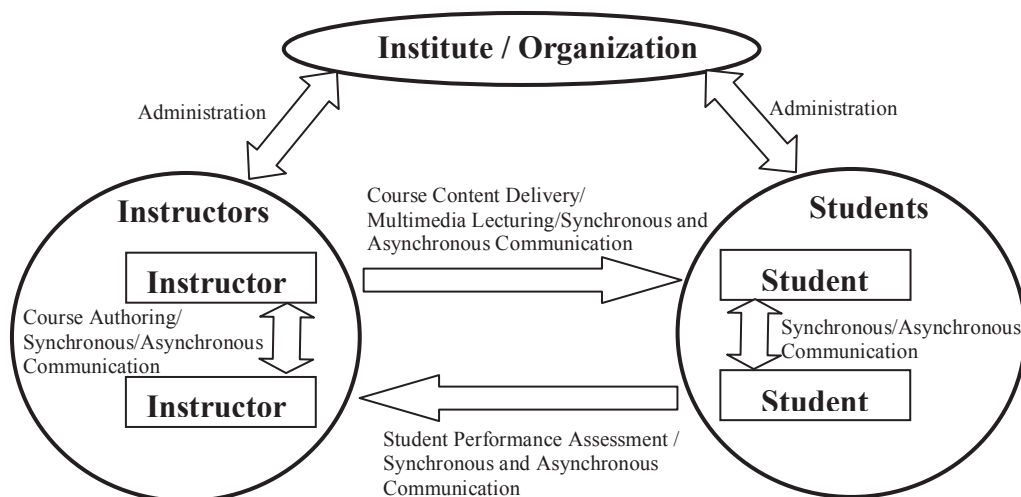 Institute / Organization
Administration
Administration
Instructors
Course Content Delivery/
Multimedia Lecturing/Synchronous and
Asynchronous Communication
Students
Instructor
Student
Course Authoring/
Synchronous/Asynchronous
Communication
Synchronous/Asynchronous
Communication
Instructor
Student
Student Performance Assessment /
Synchronous and Asynchronous
Communication